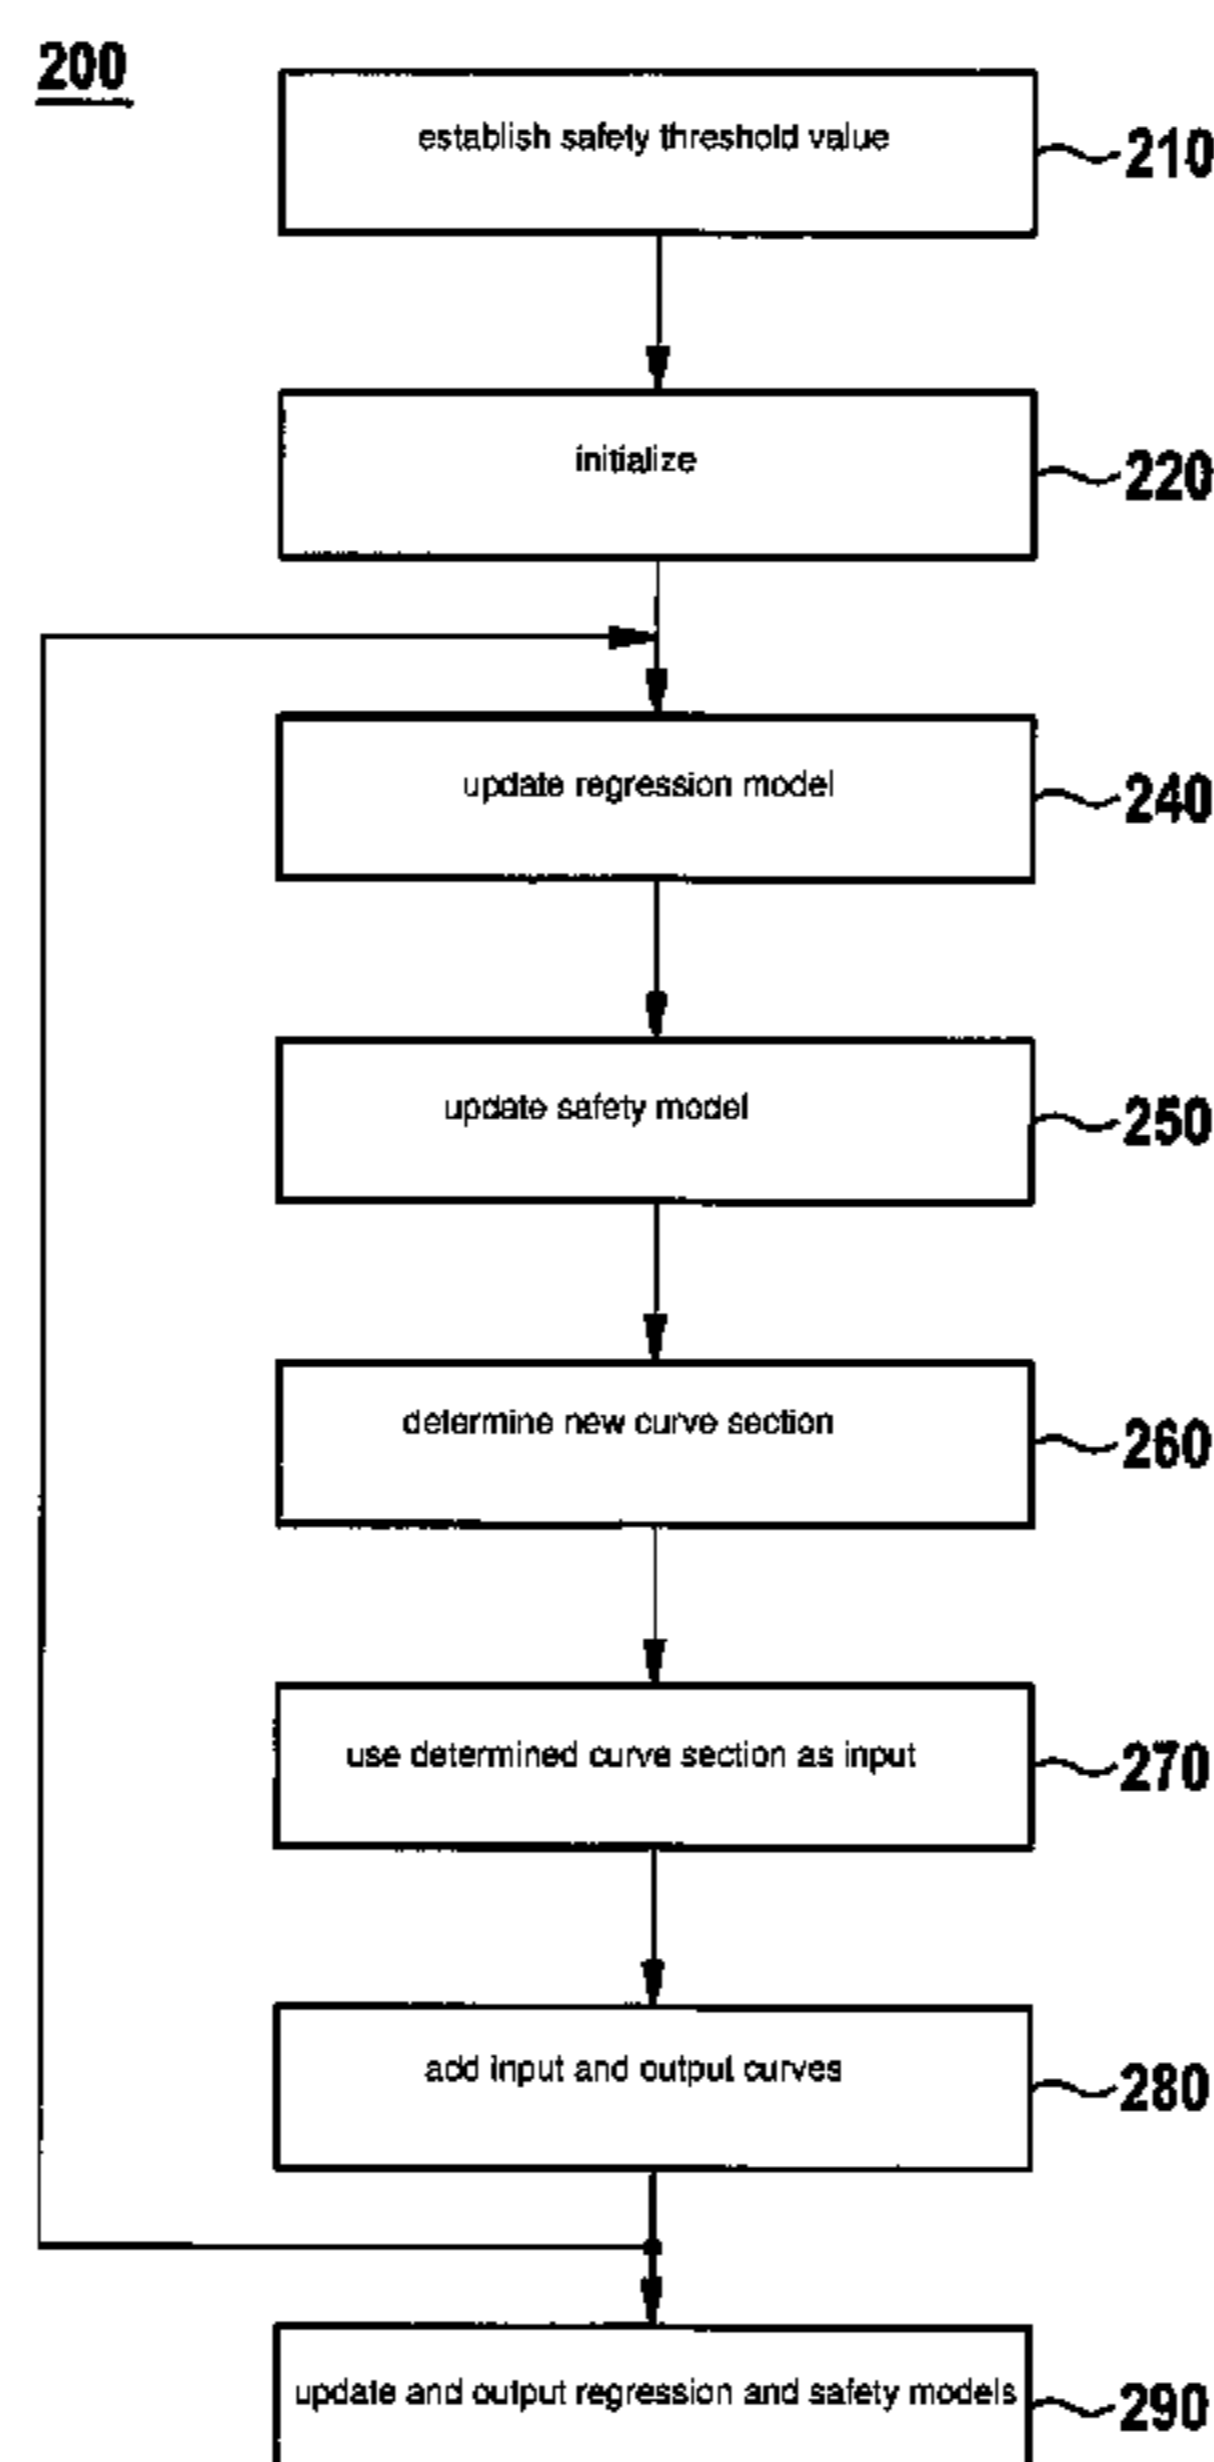 200
establish safety threshold value
210
initialize
220
update regression model
240
update safety model
250
determine new curve section
260
use determined curve section as input
270
add input and output curves
280
update and output regression and safety models
290